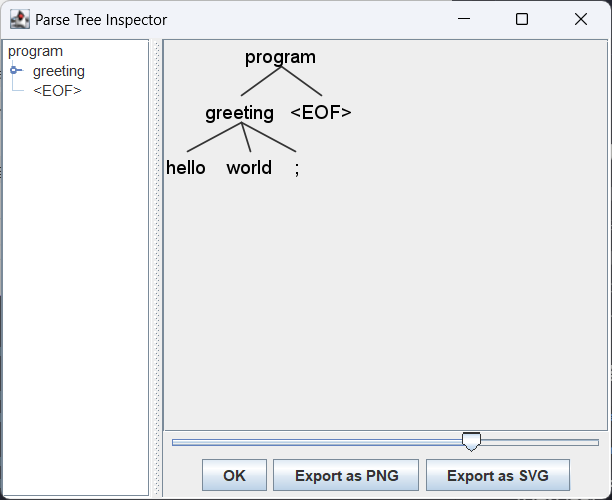 Parse Tree Inspector
program
greeting
<EOF>
program
greeting <EOF>
hello world ;
OK Export as PNG Export as SVG